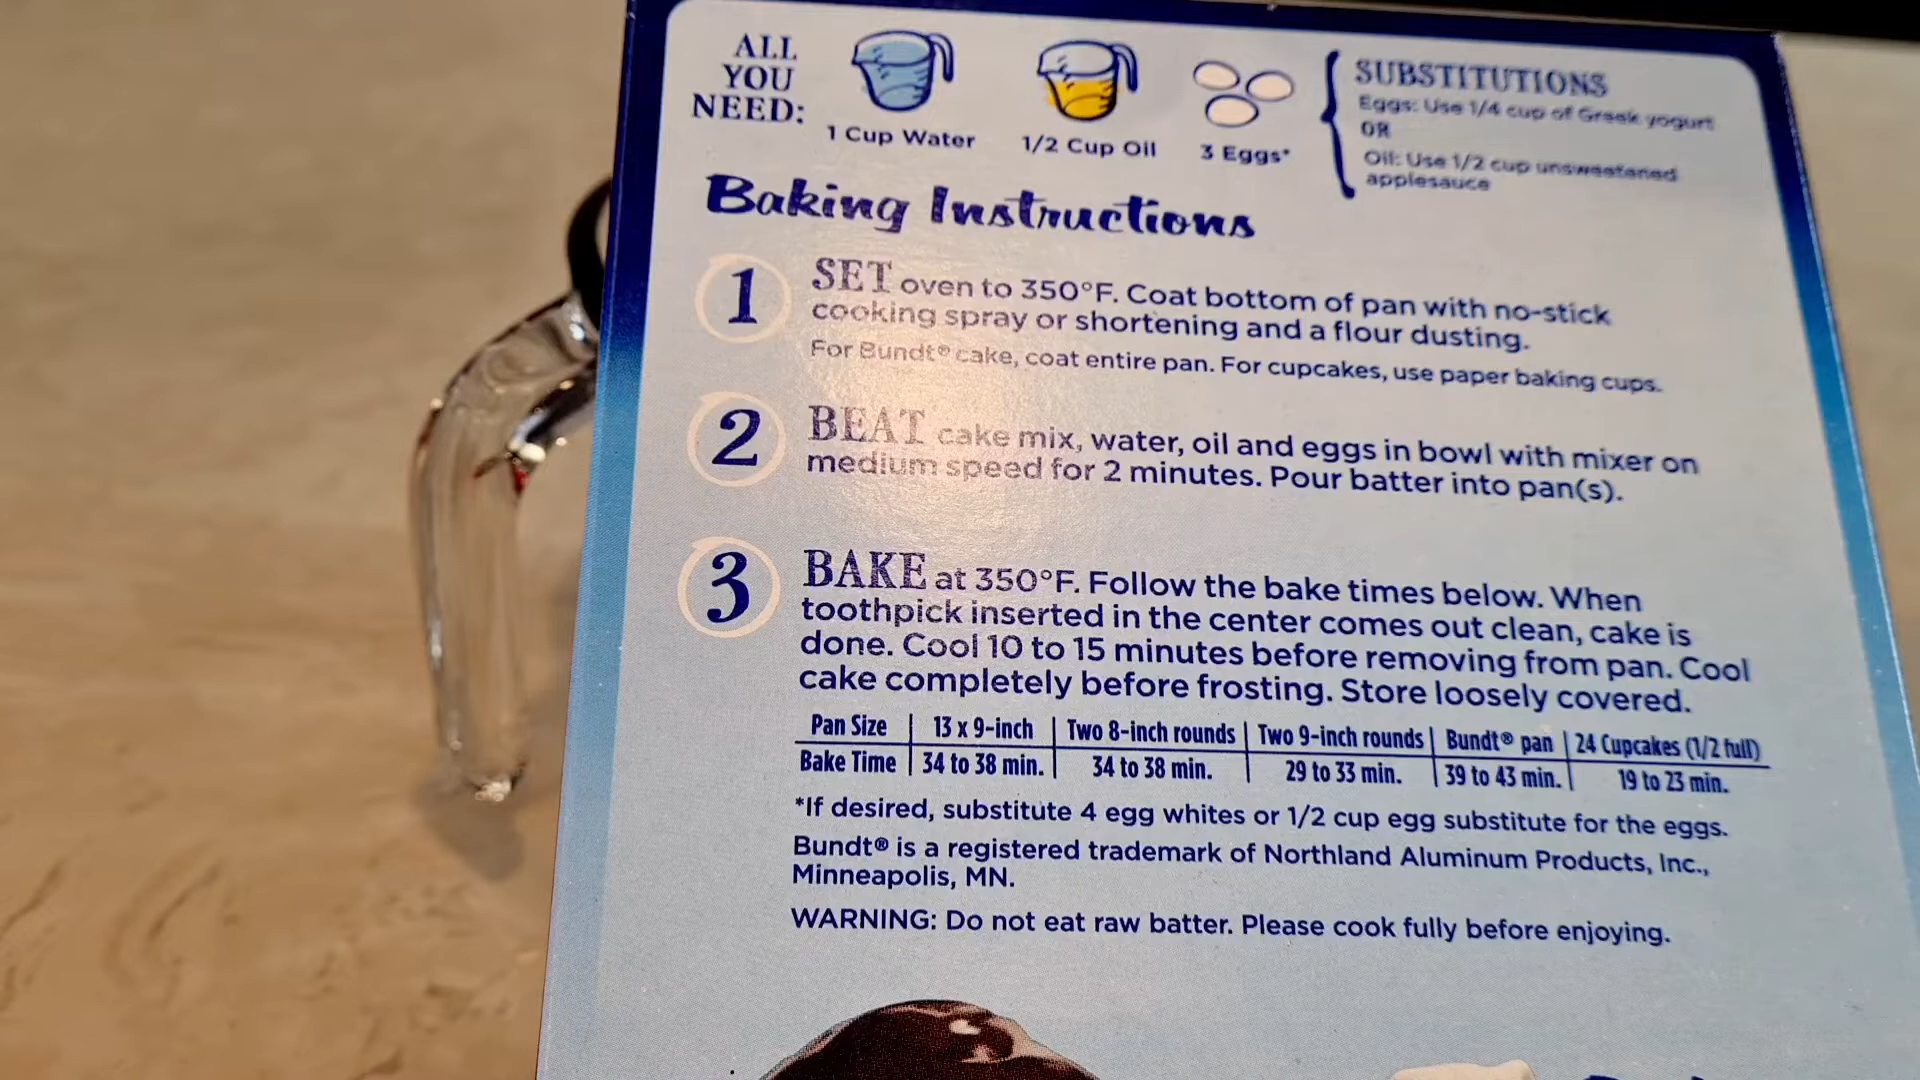 ALL
YOU
NEED:
1 Cup Water
1/2 Cup Oil
3 Eggs*
SUBSTITUTIONS
Eggs: Use 1/4 cup of Greek yogurt
OR
Oil: Use 1/2 cup unsweetened
applesauce
Baking Instructions
1 SET oven to 350°F. Coat bottom of pan with no-stick
cooking spray or shortening and a flour dusting.
For Bundt® cake, coat entire pan. For cupcakes, use paper baking cups.
2 BEAT cake mix, water, oil and eggs in bowl with mixer on
medium speed for 2 minutes. Pour batter into pan(s).
3 BAKE at 350°F. Follow the bake times below. When
toothpick inserted in the center comes out clean, cake is
done. Cool 10 to 15 minutes before removing from pan. Cool
cake completely before frosting. Store loosely covered.
Pan Size | 13 x 9-inch | Two 8-inch rounds | Two 9-inch rounds | Bundt® pan | 24 Cupcakes (1/2 full)
Bake Time | 34 to 38 min. | 34 to 38 min. | 29 to 33 min. | 39 to 43 min. | 19 to 23 min.
*If desired, substitute 4 egg whites or 1/2 cup egg substitute for the eggs.
Bundt® is a registered trademark of Northland Aluminum Products, Inc.,
Minneapolis, MN.
WARNING: Do not eat raw batter. Please cook fully before enjoying.